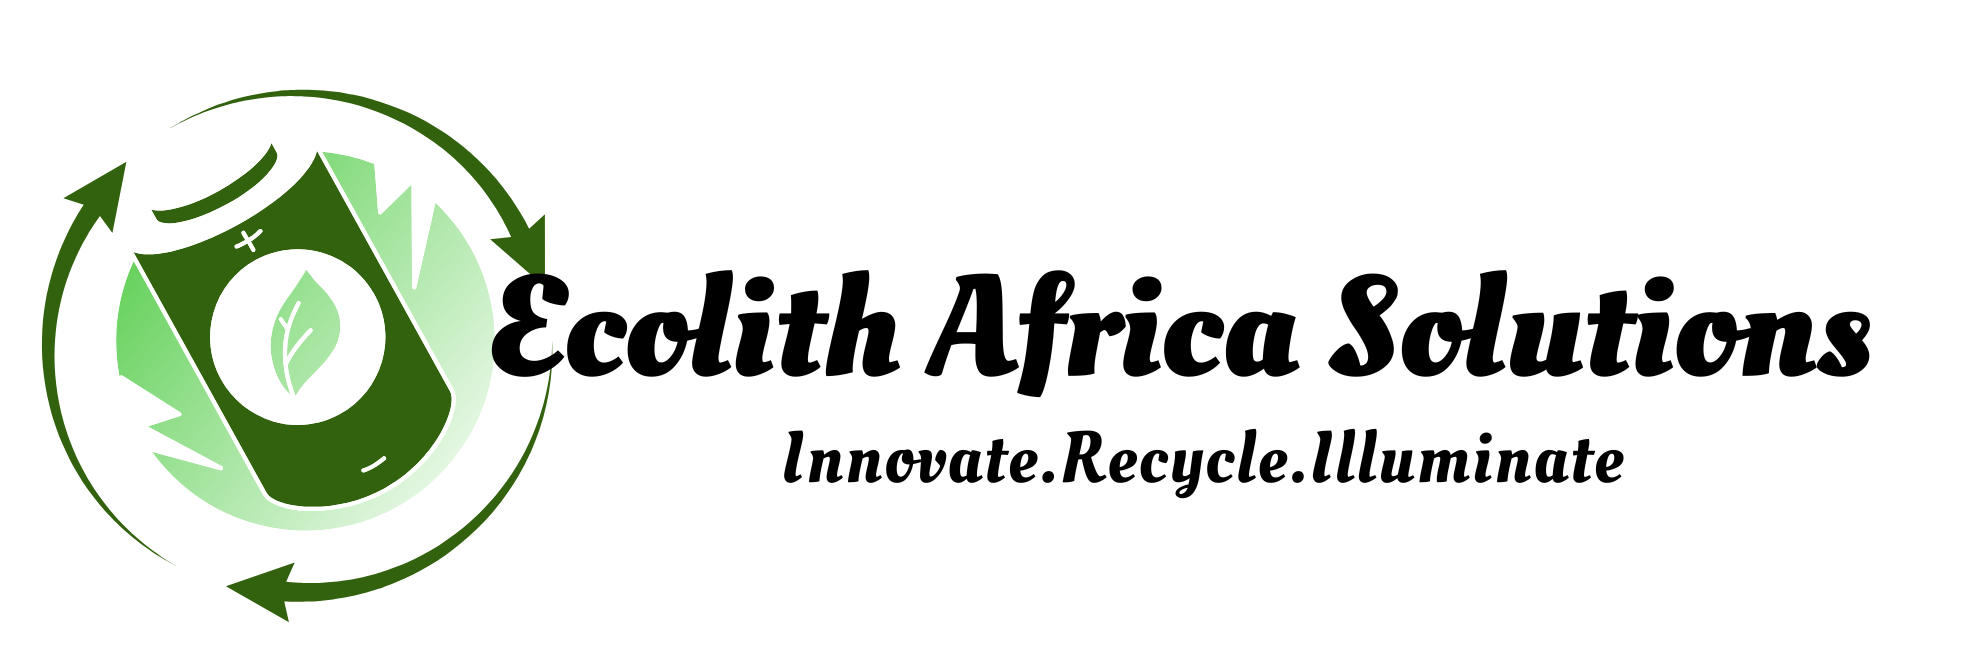 Ecolith Africa Solutions
Innovate.Recycle.Illuminate